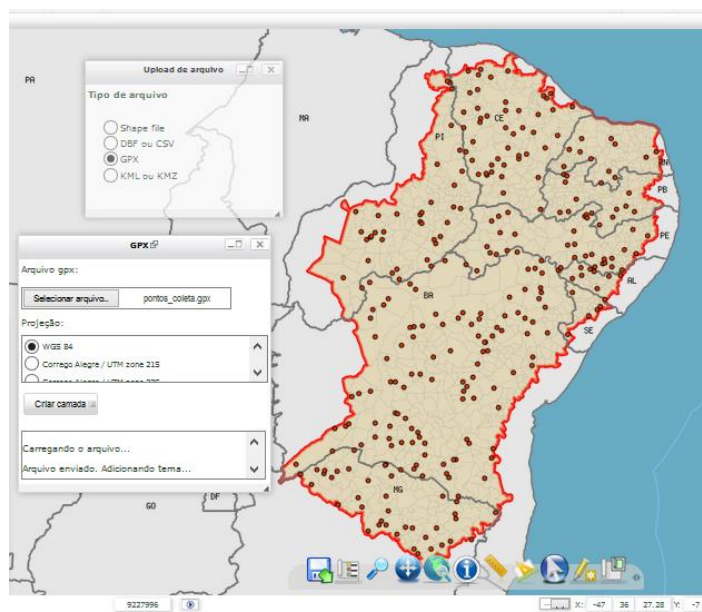 Upload de arquivo
Tipo de arquivo
Shape file
DBF ou CSV
GPX
KML ou KMZ
GPX
Arquivo gpx:
Selecionar arquivo..
pontos_coleta.gpx
Projeção:
WGS 84
Corrego Alegre / UTM zone 21S
Criar camada
Carregando o arquivo...
Arquivo enviado. Adicionando tema...
PA
MA
CE
PI
RN
PB
PE
AL
SE
BA
MG
GO
DF
9227996
X: -47 36 27.28 Y: -7